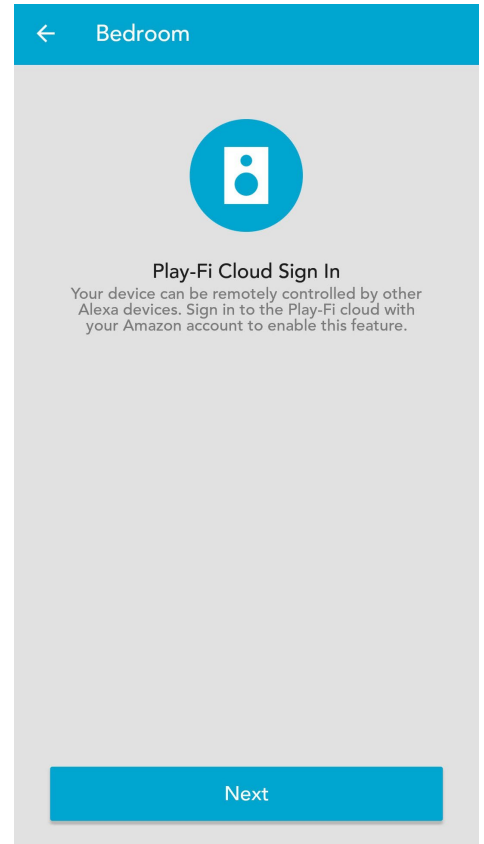 Bedroom
Play-Fi Cloud Sign In
Your device can be remotely controlled by other
Alexa devices. Sign in to the Play-Fi cloud with
your Amazon account to enable this feature.
Next